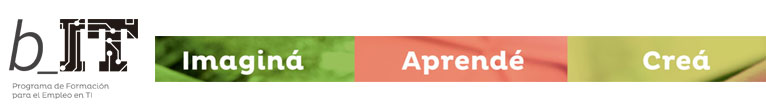 b_IT
Programa de Formación
para el Empleo en TI
Imaginá
Aprendé
Creá